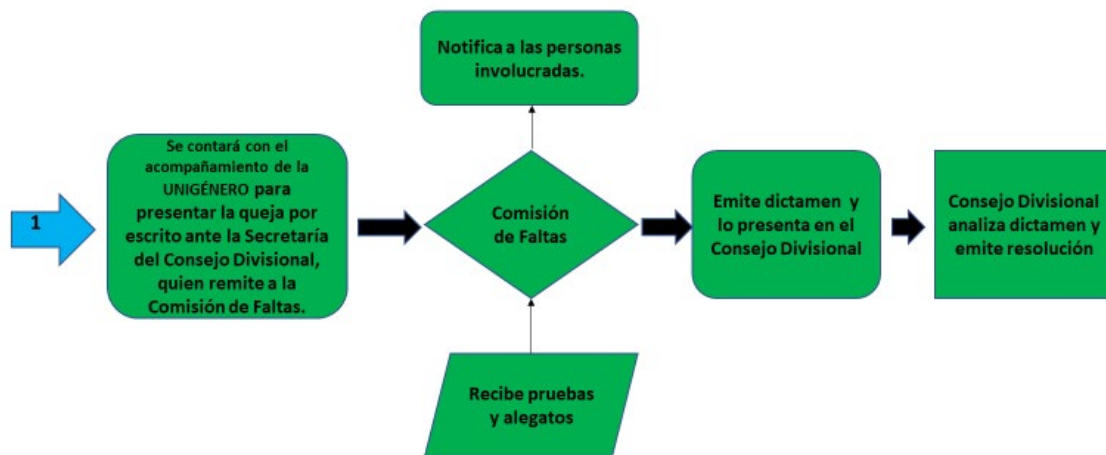 1
Se contará con el
acompañamiento de la
UNIGÉNERO para
presentar la queja por
escrito ante la Secretaría
del Consejo Divisional,
quien remite a la
Comisión de Faltas.
Notifica a las personas
involucradas.
Comisión
de Faltas
Recibe pruebas
y alegatos
Emite dictamen y
lo presenta en el
Consejo Divisional
Consejo Divisional
analiza dictamen y
emite resolución